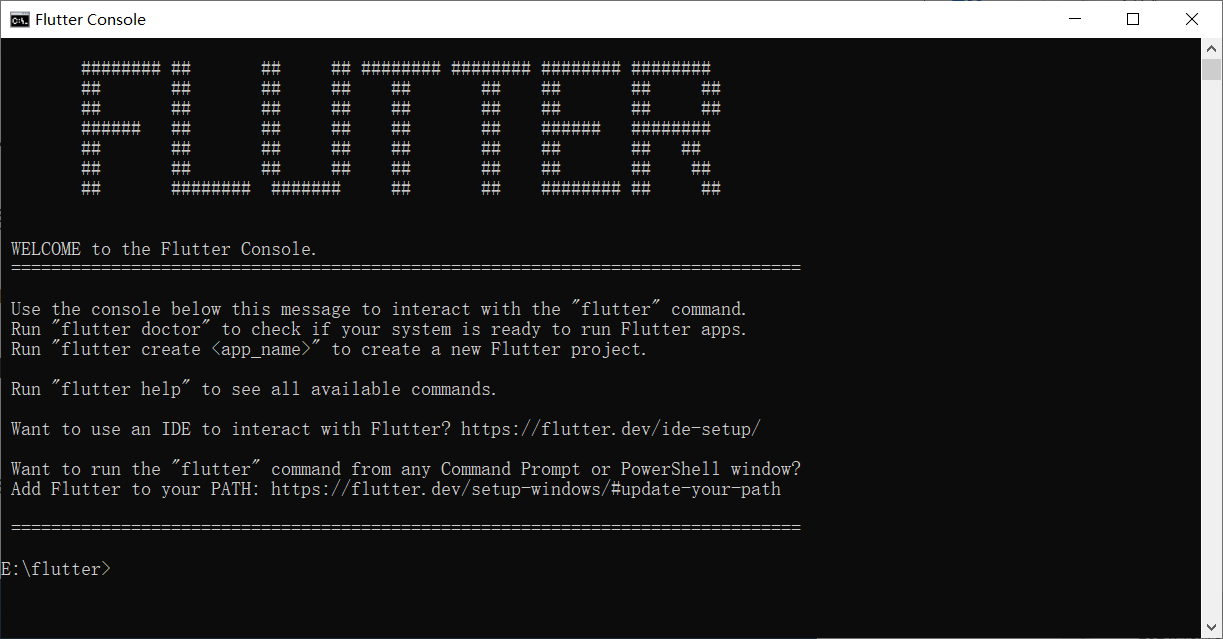 Flutter Console
######## ##       ##     ## ######## ######## ######## ########
##       ##       ##     ##    ##       ##    ##       ##     ##
##       ##       ##     ##    ##       ##    ##       ##     ##
######   ##       ##     ##    ##       ##    ######   ########
##       ##       ##     ##    ##       ##    ##       ##   ##
##       ##       ##     ##    ##       ##    ##       ##    ##
##       ########  #######     ##       ##    ######## ##     ##
WELCOME to the Flutter Console.
===============================================================================
Use the console below this message to interact with the "flutter" command.
Run "flutter doctor" to check if your system is ready to run Flutter apps.
Run "flutter create <app_name>" to create a new Flutter project.
Run "flutter help" to see all available commands.
Want to use an IDE to interact with Flutter? https://flutter.dev/ide-setup/
Want to run the "flutter" command from any Command Prompt or PowerShell window?
Add Flutter to your PATH: https://flutter.dev/setup-windows/#update-your-path
===============================================================================
E:\flutter>